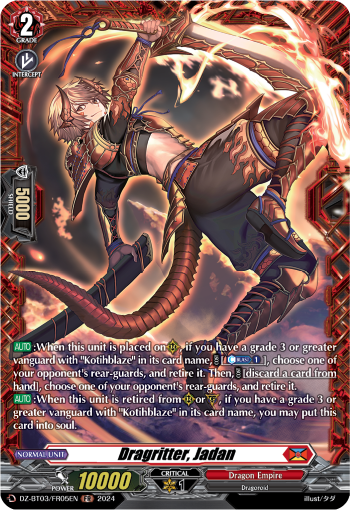 2
GRADE
INTERCEPT
5000
SHIELD
AUTO:When this unit is placed on R, if you have a grade 3 or greater
vanguard with "Kotihblaze" in its card name, COST [BLAST 1], choose one of
your opponent's rear-guards, and retire it. Then, COST [discard a card from
hand], choose one of your opponent's rear-guards, and retire it.
AUTO:When this unit is retired from R or G, if you have a grade 3 or
greater vanguard with "Kotihblaze" in its card name, you may put this
card into soul.
NORMAL UNIT
Dragritter, Jadan
POWER 10000 CRITICAL 1
Dragon Empire
Dragoroid
DZ-BT03/FR05EN FR 2024 illust/タダ